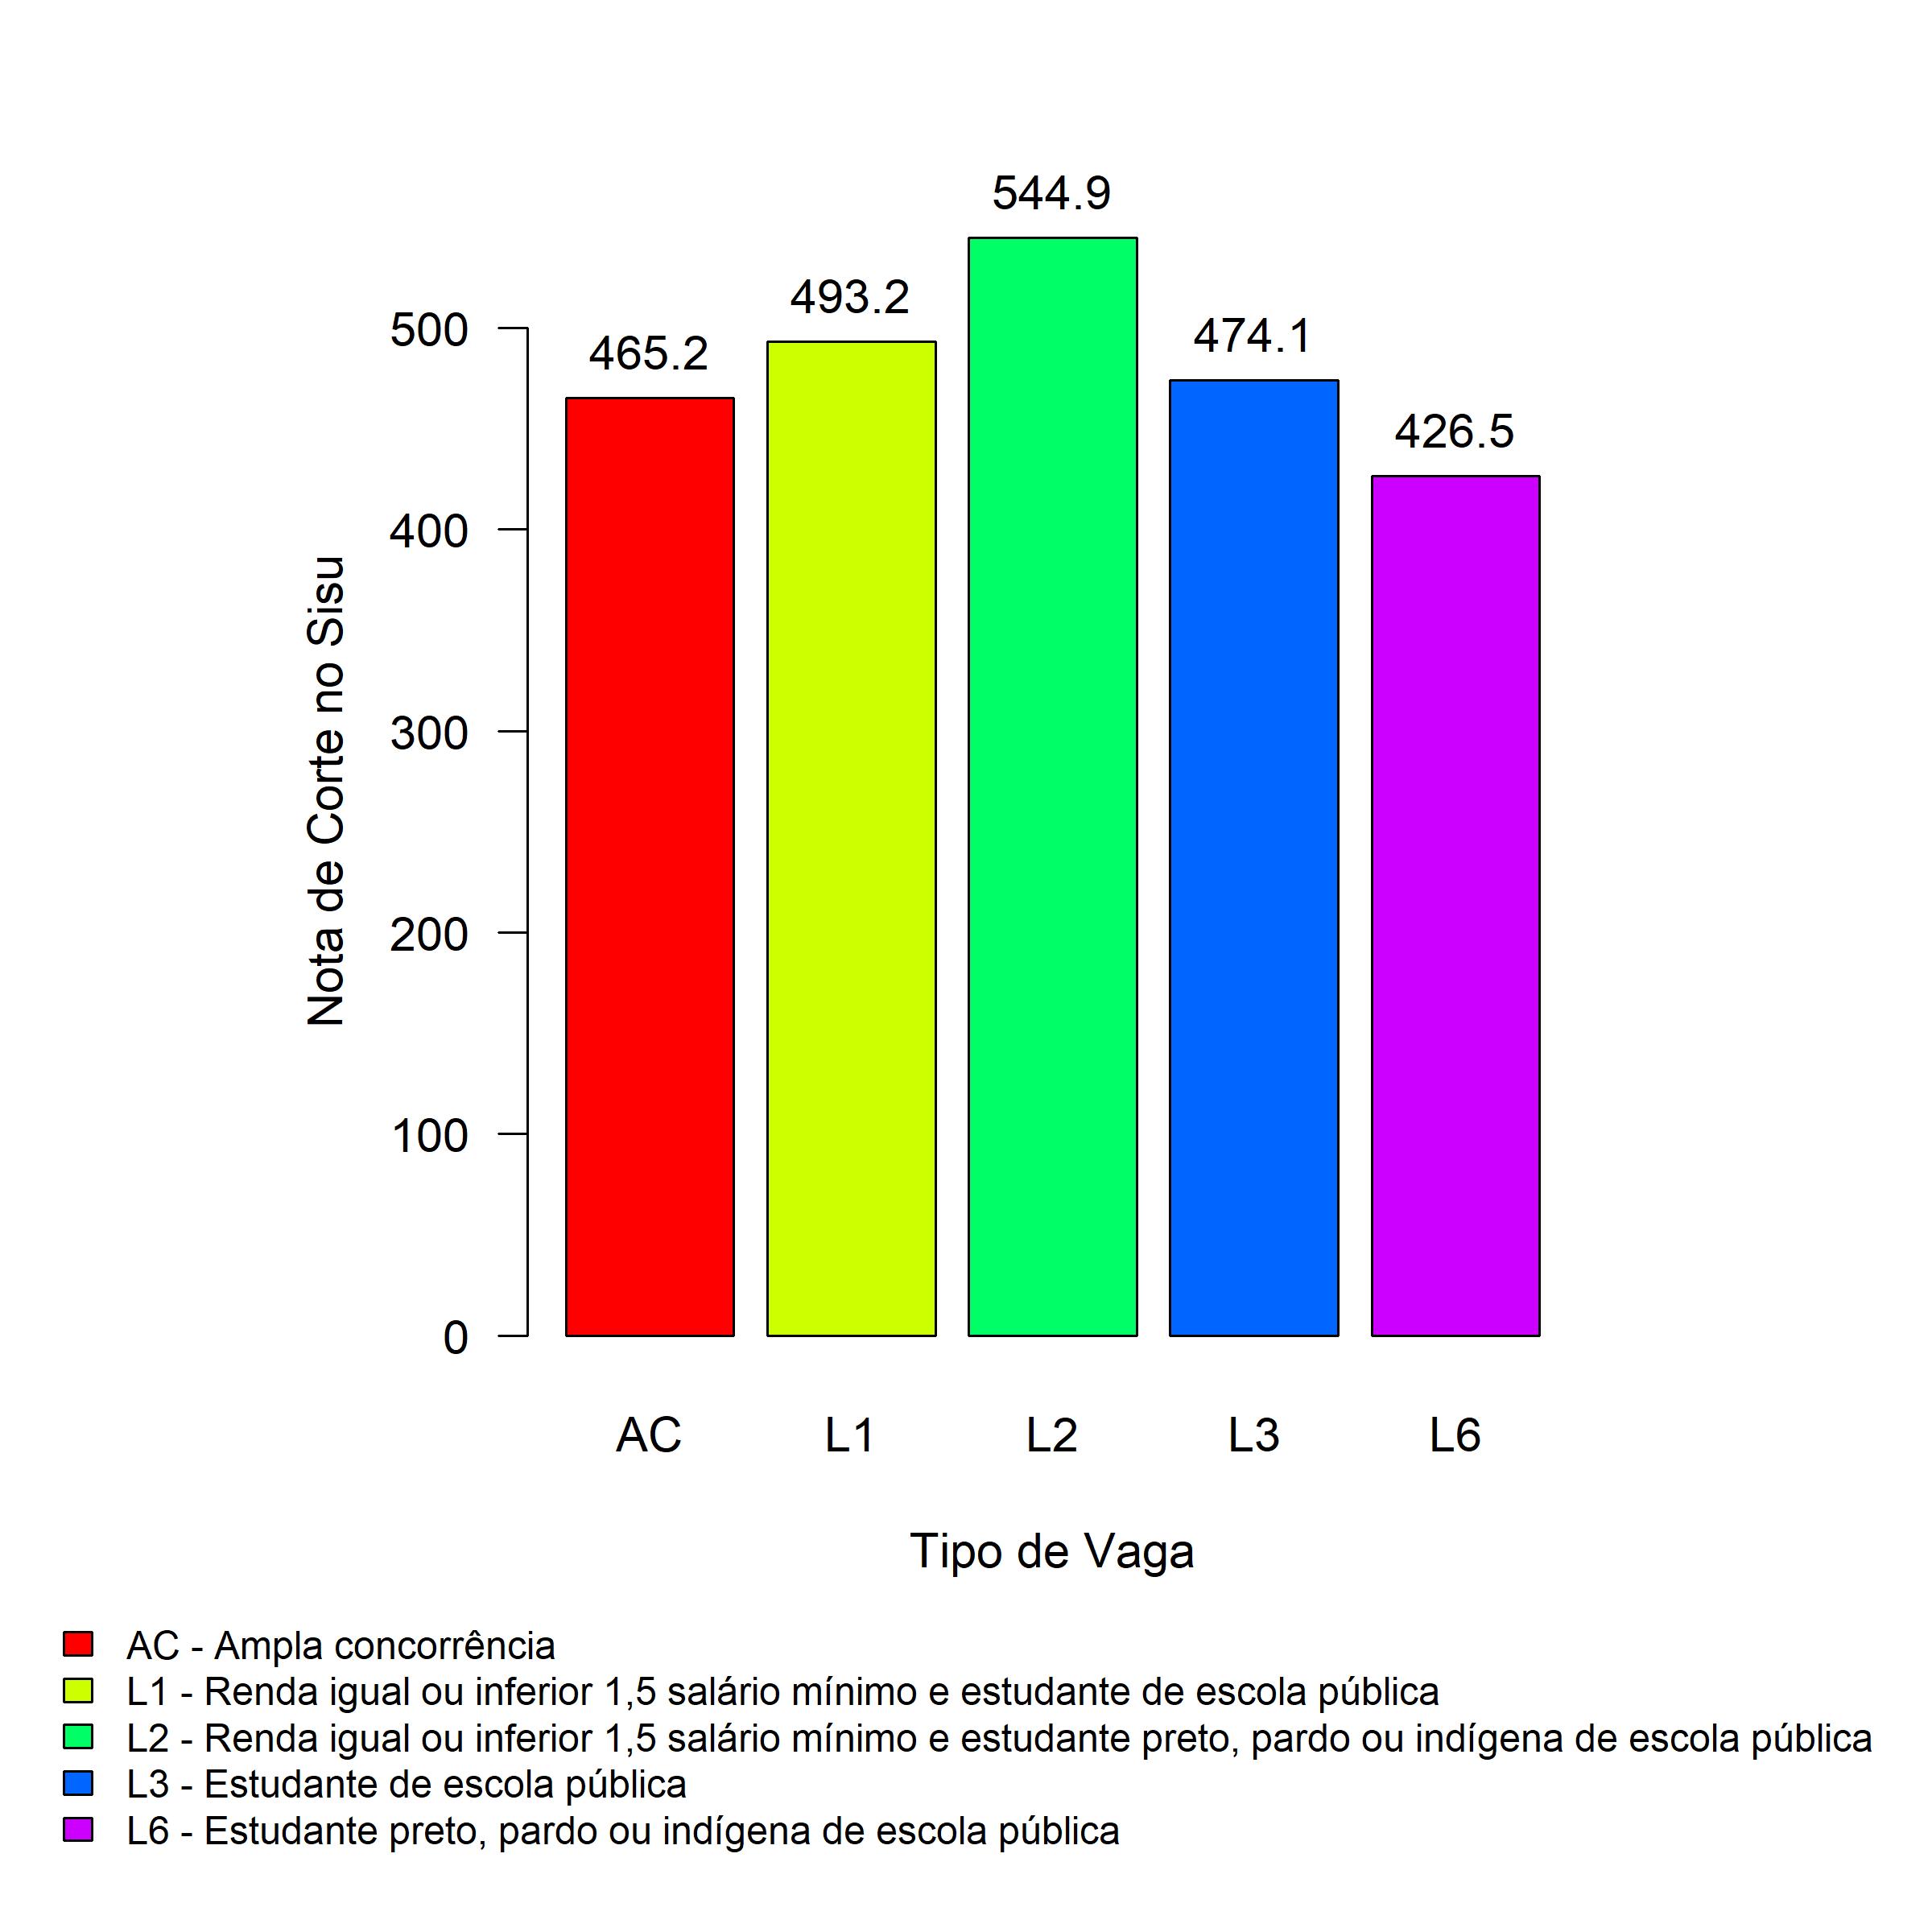 544.9
493.2
474.1
465.2
426.5
500
400
300
200
100
0
Nota de Corte no Sisu
AC L1 L2 L3 L6
Tipo de Vaga
AC - Ampla concorrência
L1 - Renda igual ou inferior 1,5 salário mínimo e estudante de escola pública
L2 - Renda igual ou inferior 1,5 salário mínimo e estudante preto, pardo ou indígena de escola pública
L3 - Estudante de escola pública
L6 - Estudante preto, pardo ou indígena de escola pública